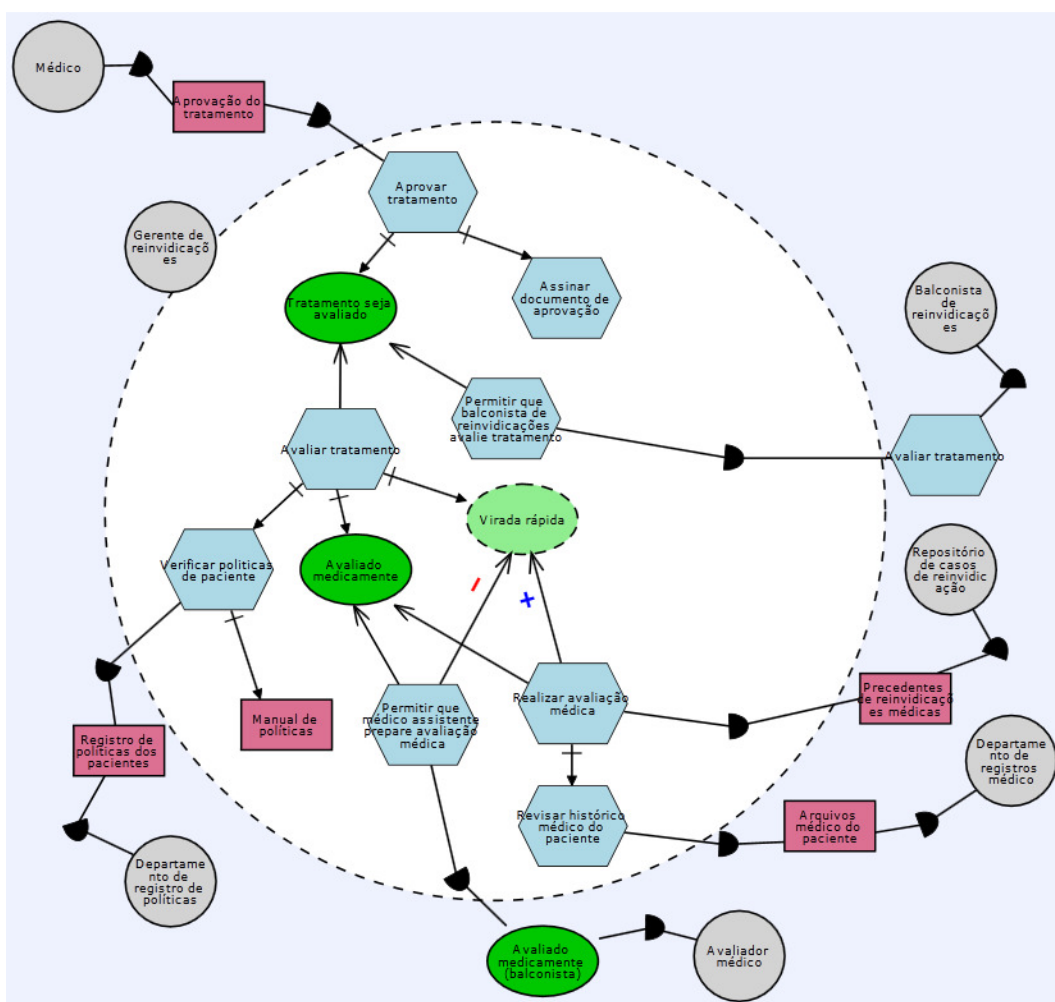 Médico
Aprovação do
tratamento
Aprovar
tratamento
Gerente de
reinvidicaçõ
es
Tratamento seja
avaliado
Assinar
documento de
aprovação
Balconista
de
reinvidicaçõ
es
Permitir que
balconista de
reinvidicações
avalie tratamento
Avaliar tratamento
Avaliar tratamento
Virada rápida
Verificar politicas
de paciente
Avaliado
medicamente
Repositório
de casos
de reinvidic
ação
-
+
Permitir que
médico assistente
prepare avaliação
médica
Realizar avaliação
médica
Precedentes
de reinvidicaçõ
es médicas
Manual de
políticas
Registro de
políticas dos
pacientes
Departame
nto de
registros
médico
Revisar histórico
médico do
paciente
Arquivos
médico do
paciente
Departame
nto de
registro de
políticas
Avaliado
medicamente
(balconista)
Avaliador
médico